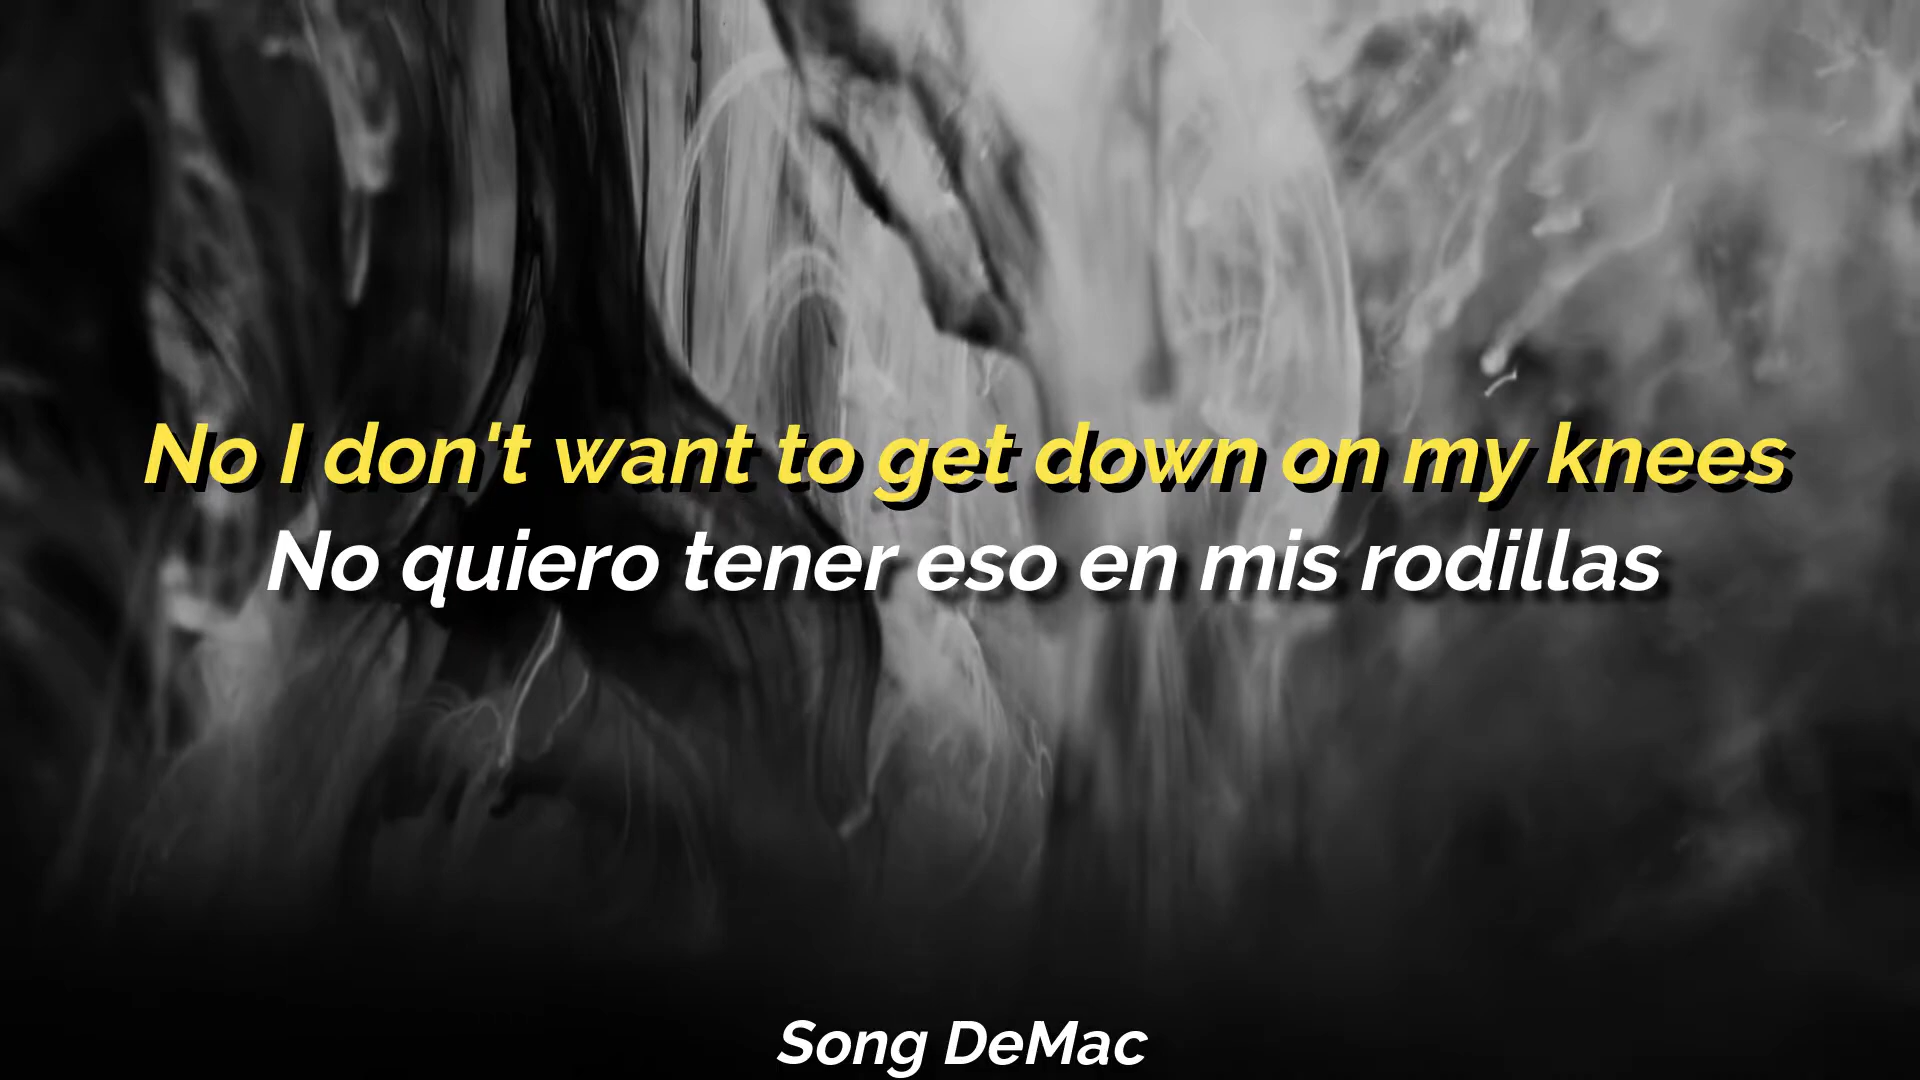 No I don't want to get down on my knees
No quiero tener eso en mis rodillas
Song DeMac